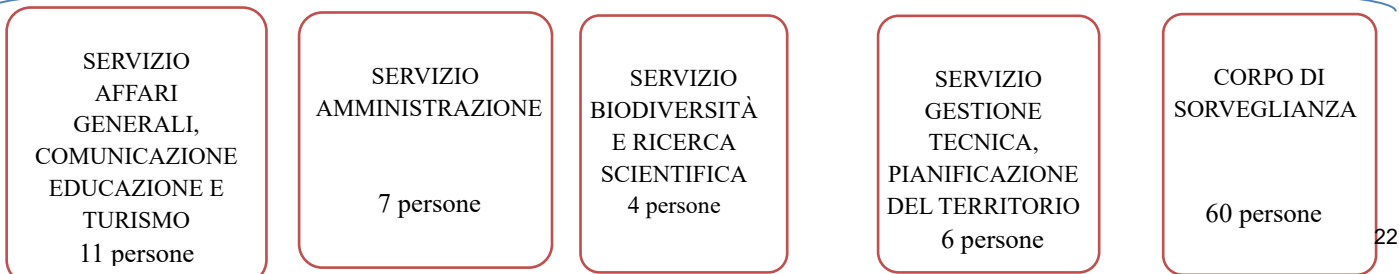 SERVIZIO
AFFARI
GENERALI,
COMUNICAZIONE
EDUCAZIONE E
TURISMO
11 persone
SERVIZIO
AMMINISTRAZIONE
7 persone
SERVIZIO
BIODIVERSITÀ
E RICERCA
SCIENTIFICA
4 persone
SERVIZIO
GESTIONE
TECNICA,
PIANIFICAZIONE
DEL TERRITORIO
6 persone
CORPO DI
SORVEGLIANZA
60 persone
22